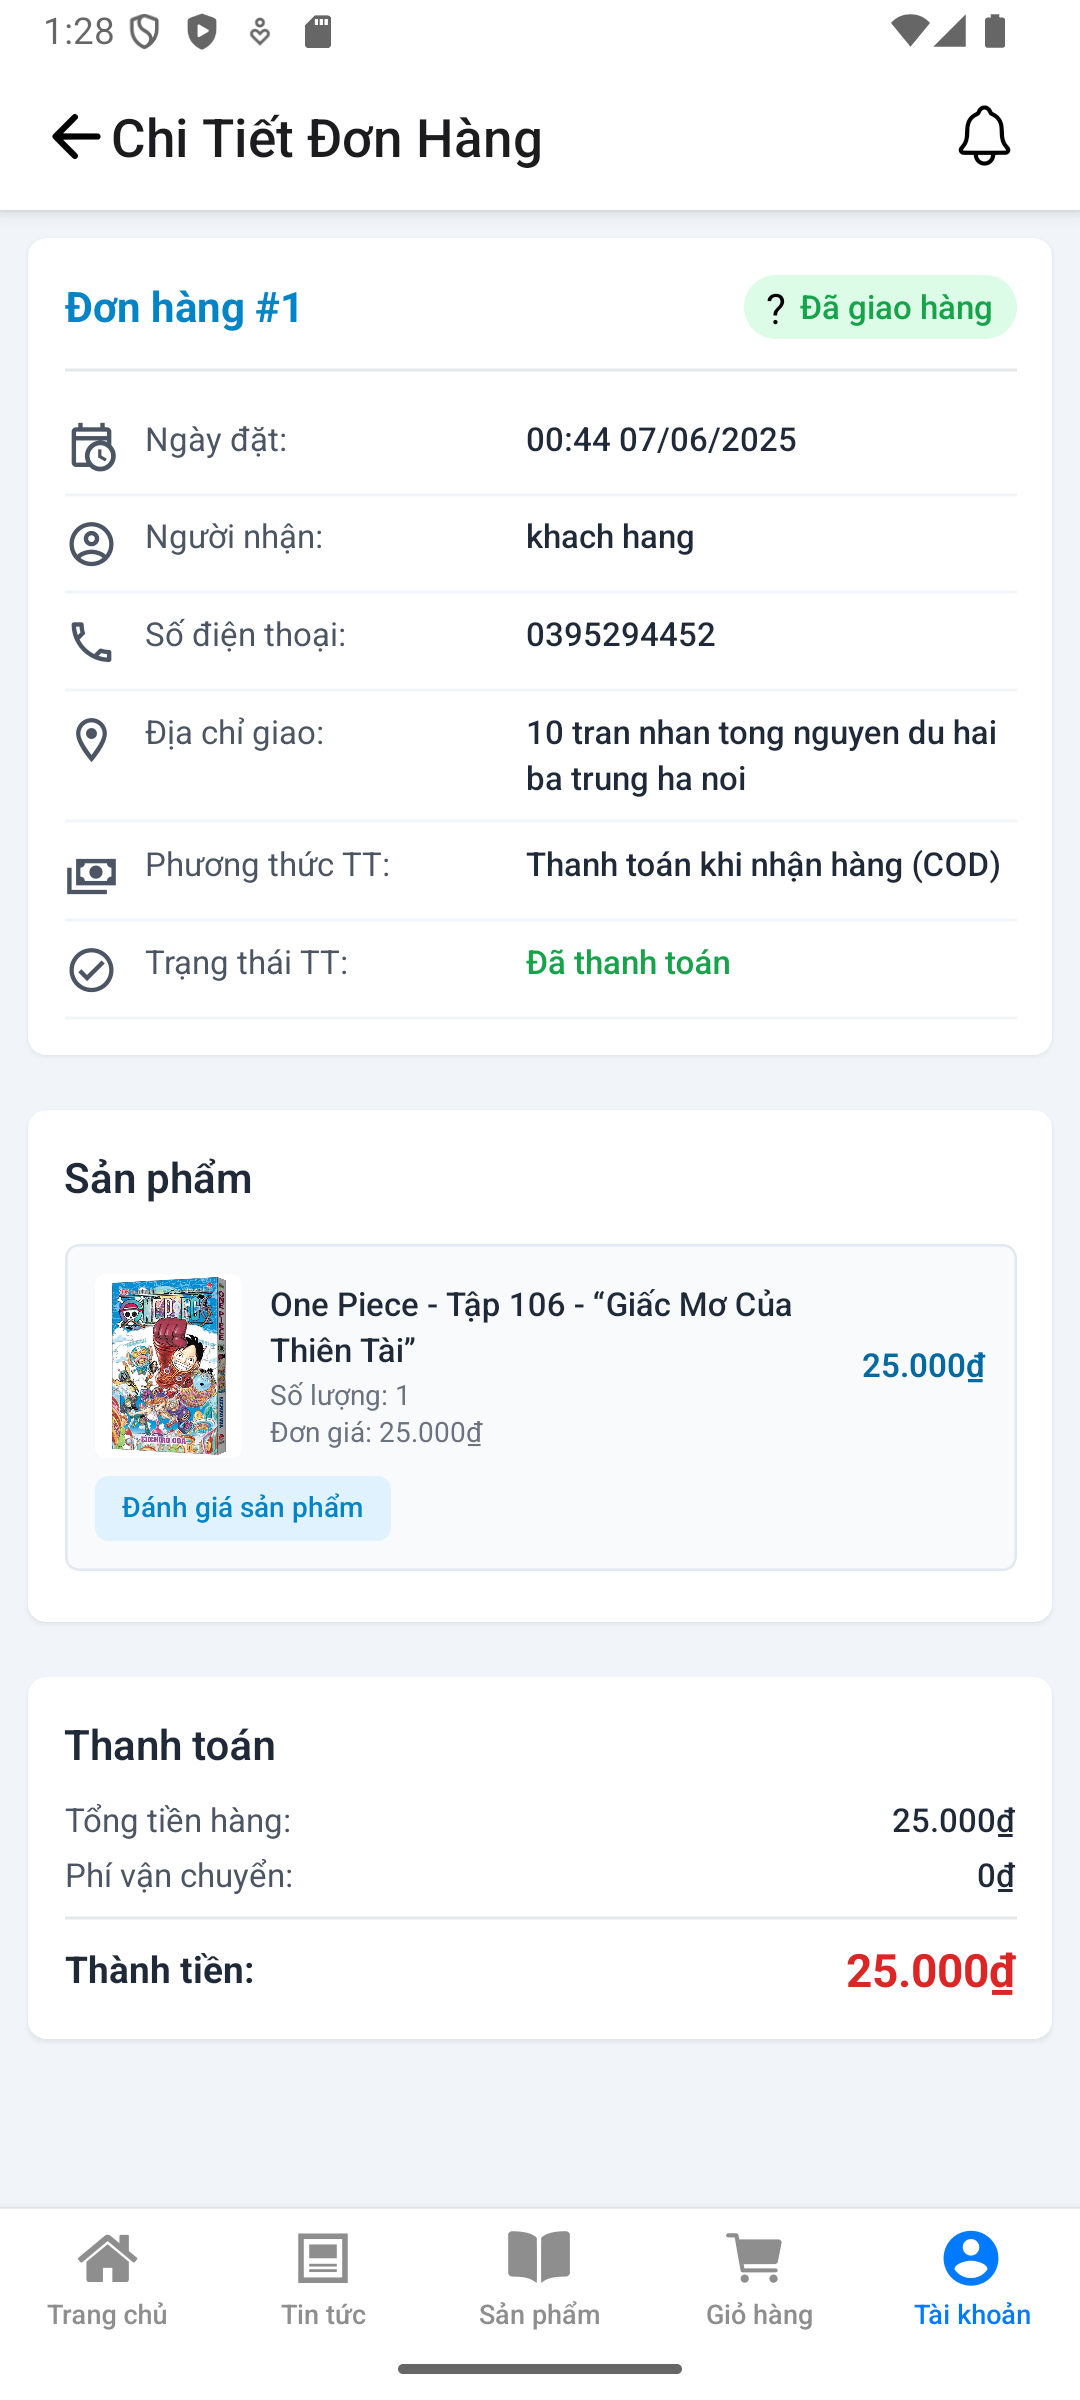 1:28
Chi Tiết Đơn Hàng
Đơn hàng #1
? Đã giao hàng
Ngày đặt: 00:44 07/06/2025
Người nhận: khach hang
Số điện thoại: 0395294452
Địa chỉ giao: 10 tran nhan tong nguyen du hai
ba trung ha noi
Phương thức TT: Thanh toán khi nhận hàng (COD)
Trạng thái TT: Đã thanh toán
Sản phẩm
One Piece - Tập 106 - “Giấc Mơ Của
Thiên Tài”
25.000₫
Số lượng: 1
Đơn giá: 25.000₫
Đánh giá sản phẩm
Thanh toán
Tổng tiền hàng: 25.000₫
Phí vận chuyển: 0₫
Thành tiền: 25.000₫
Trang chủ
Tin tức
Sản phẩm
Giỏ hàng
Tài khoản